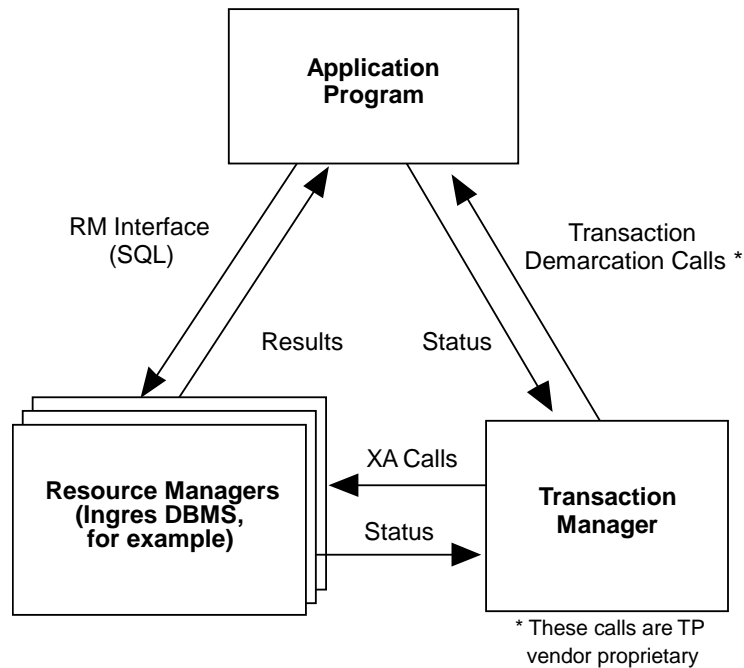 Application
Program
RM Interface
(SQL)
Transaction
Demarcation Calls *
Results
Status
XA Calls
Resource Managers
(Ingres DBMS,
for example)
Transaction
Manager
Status
* These calls are TP
vendor proprietary